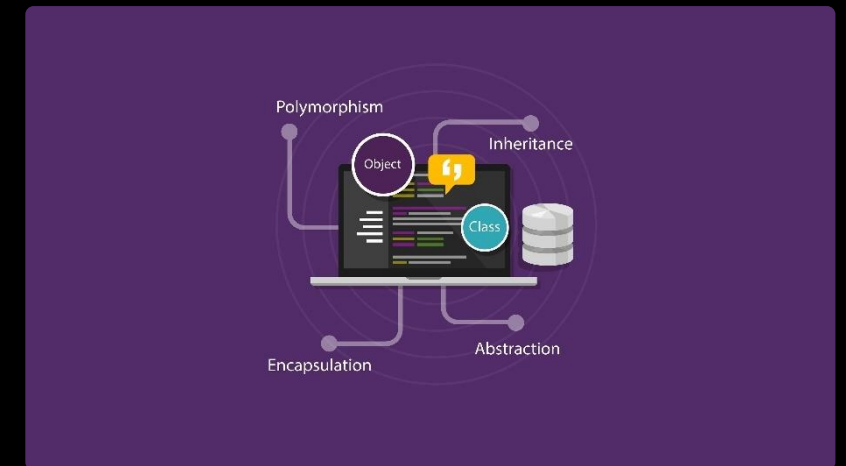 Polymorphism
Inheritance
Object
Class
Encapsulation
Abstraction